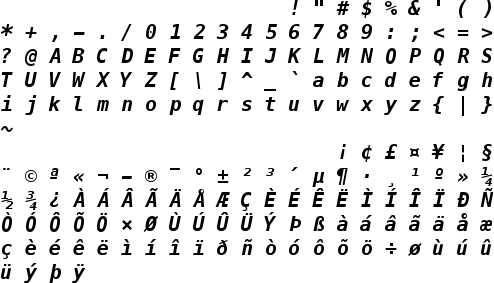 ! " # $ % & ' ( )
* + , – . / 0 1 2 3 4 5 6 7 8 9 : ; < = >
? @ A B C D E F G H I J K L M N O P Q R S
T U V W X Y Z [ \ ] ^ _ ` a b c d e f g h
i j k l m n o p q r s t u v w x y z { | }
~
¡ ¢ £ ¤ ¥ ¦ §
¨ © ª « ¬ – ® ¯ ° ± ² ³ ´ µ ¶ · ¸ ¹ º » ¼
½ ¾ ¿ À Á Â Ã Ä Å Æ Ç È É Ê Ë Ì Í Î Ï Ð Ñ
Ò Ó Ô Õ Ö × Ø Ù Ú Û Ü Ý Þ ß à á â ã ä å æ
ç è é ê ë ì í î ï ð ñ ò ó ô õ ö ÷ ø ù ú û
ü ý þ ÿ